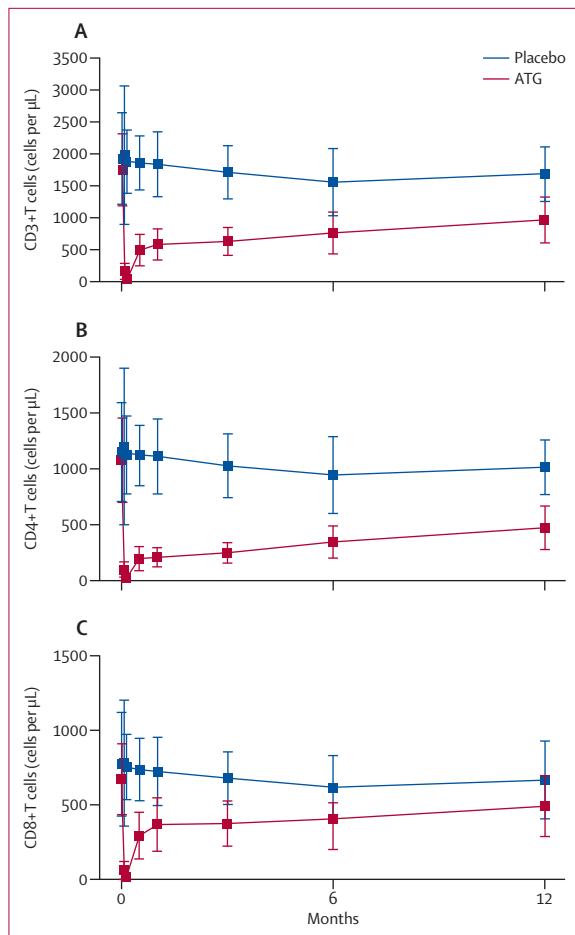 A
Placebo
ATG
CD3+T cells (cells per μL)
3500
3000
2500
2000
1500
1000
500
0
B
CD4+T cells (cells per μL)
2000
1500
1000
500
0
C
CD8+T cells (cells per μL)
1500
1000
500
0
0
6
12
Months